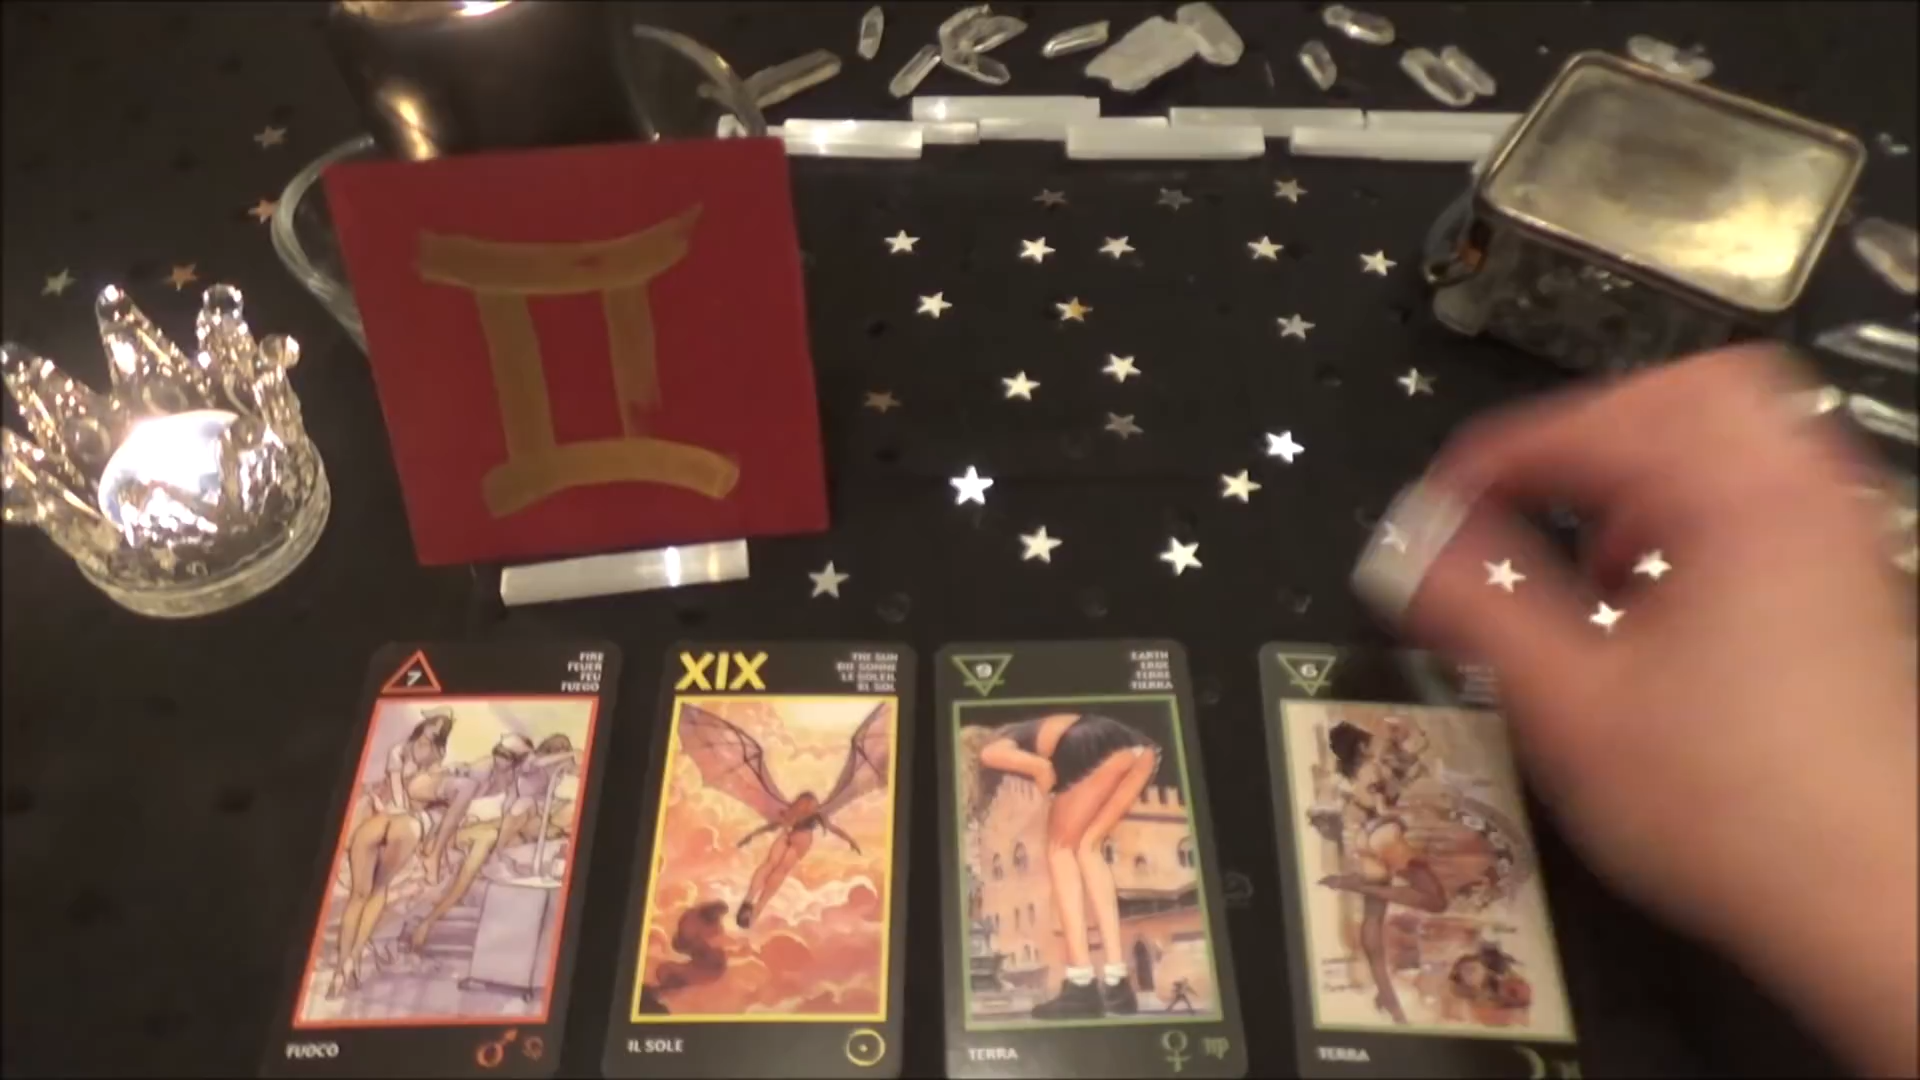 7
FIRE
FEUER
FEU
FUEGO
FUOCO
XIX
THE SUN
DIE SONNE
LE SOLEIL
EL SOL
IL SOLE
9
EARTH
ERDE
TERRE
TIERRA
TERRA
6
TERRA